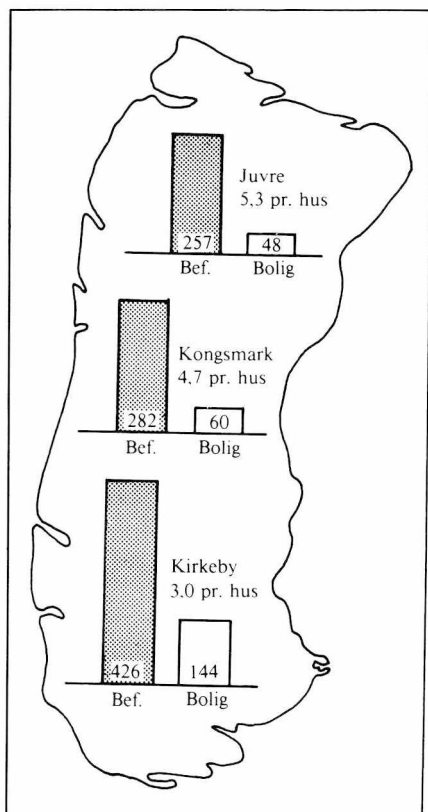 Juvre
5,3 pr. hus
257 48
Bef. Bolig
Kongsmark
4,7 pr. hus
282 60
Bef. Bolig
Kirkeby
3,0 pr. hus
426 144
Bef. Bolig